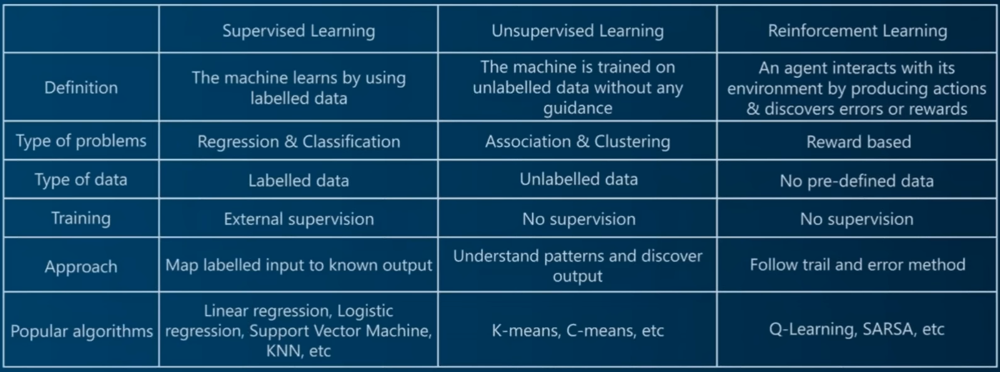 Supervised Learning
Unsupervised Learning
Reinforcement Learning
Definition
The machine learns by using
labelled data
The machine is trained on
unlabelled data without any
guidance
An agent interacts with its
environment by producing actions
& discovers errors or rewards
Type of problems
Regression & Classification
Association & Clustering
Reward based
Type of data
Labelled data
Unlabelled data
No pre-defined data
Training
External supervision
No supervision
No supervision
Approach
Map labelled input to known output
Understand patterns and discover
output
Follow trail and error method
Popular algorithms
Linear regression, Logistic
regression, Support Vector Machine,
KNN, etc
K-means, C-means, etc
Q-Learning, SARSA, etc